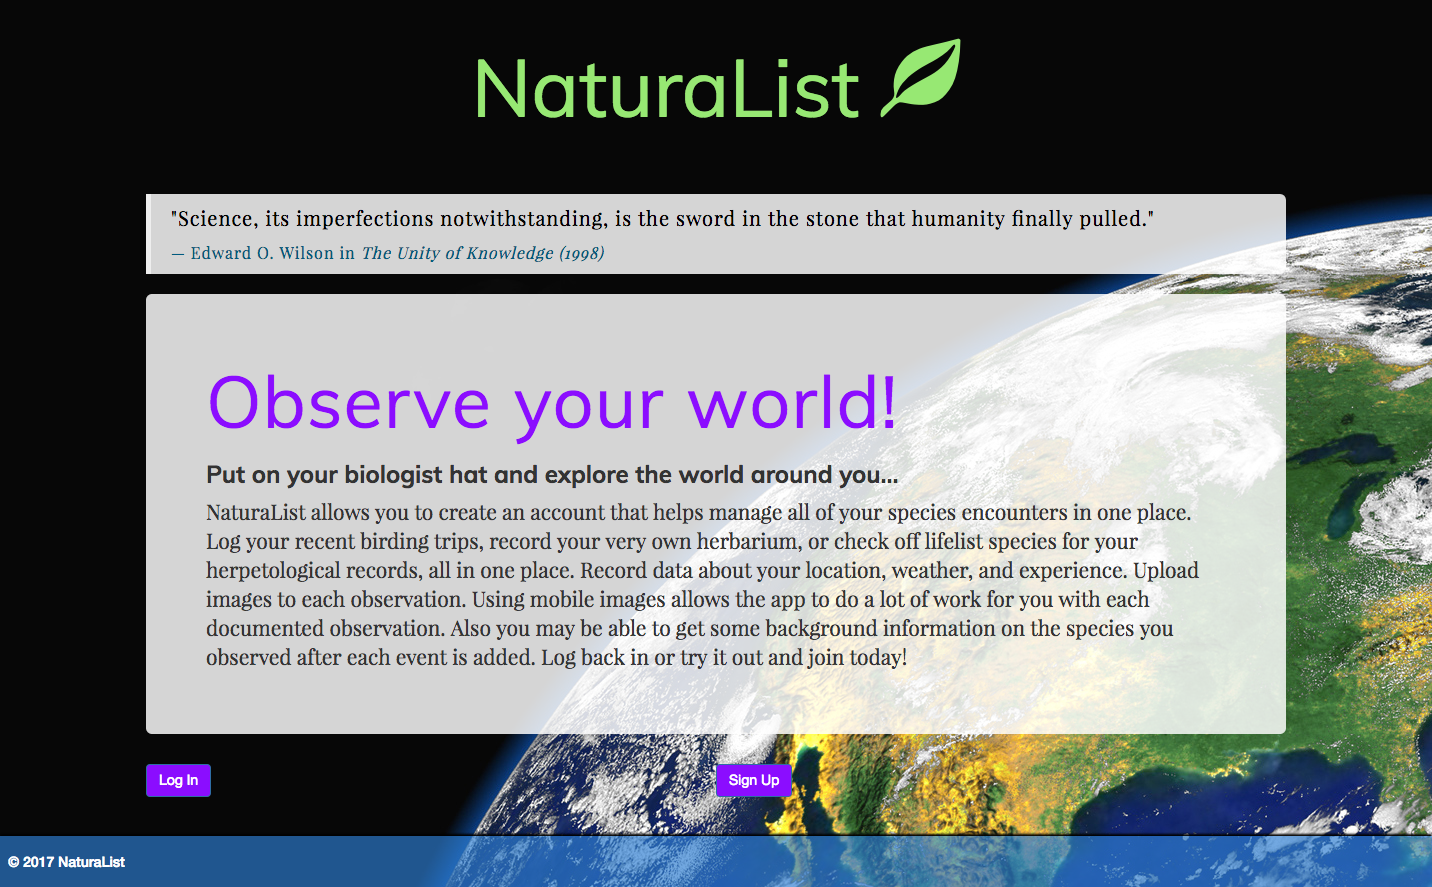 NaturaList
"Science, its imperfections notwithstanding, is the sword in the stone that humanity finally pulled."
— Edward O. Wilson in The Unity of Knowledge (1998)
Observe your world!
Put on your biologist hat and explore the world around you...
NaturaList allows you to create an account that helps manage all of your species encounters in one place.
Log your recent birding trips, record your very own herbarium, or check off lifelist species for your
herpetological records, all in one place. Record data about your location, weather, and experience. Upload
images to each observation. Using mobile images allows the app to do a lot of work for you with each
documented observation. Also you may be able to get some background information on the species you
observed after each event is added. Log back in or try it out and join today!
Log In
Sign Up
© 2017 NaturaList